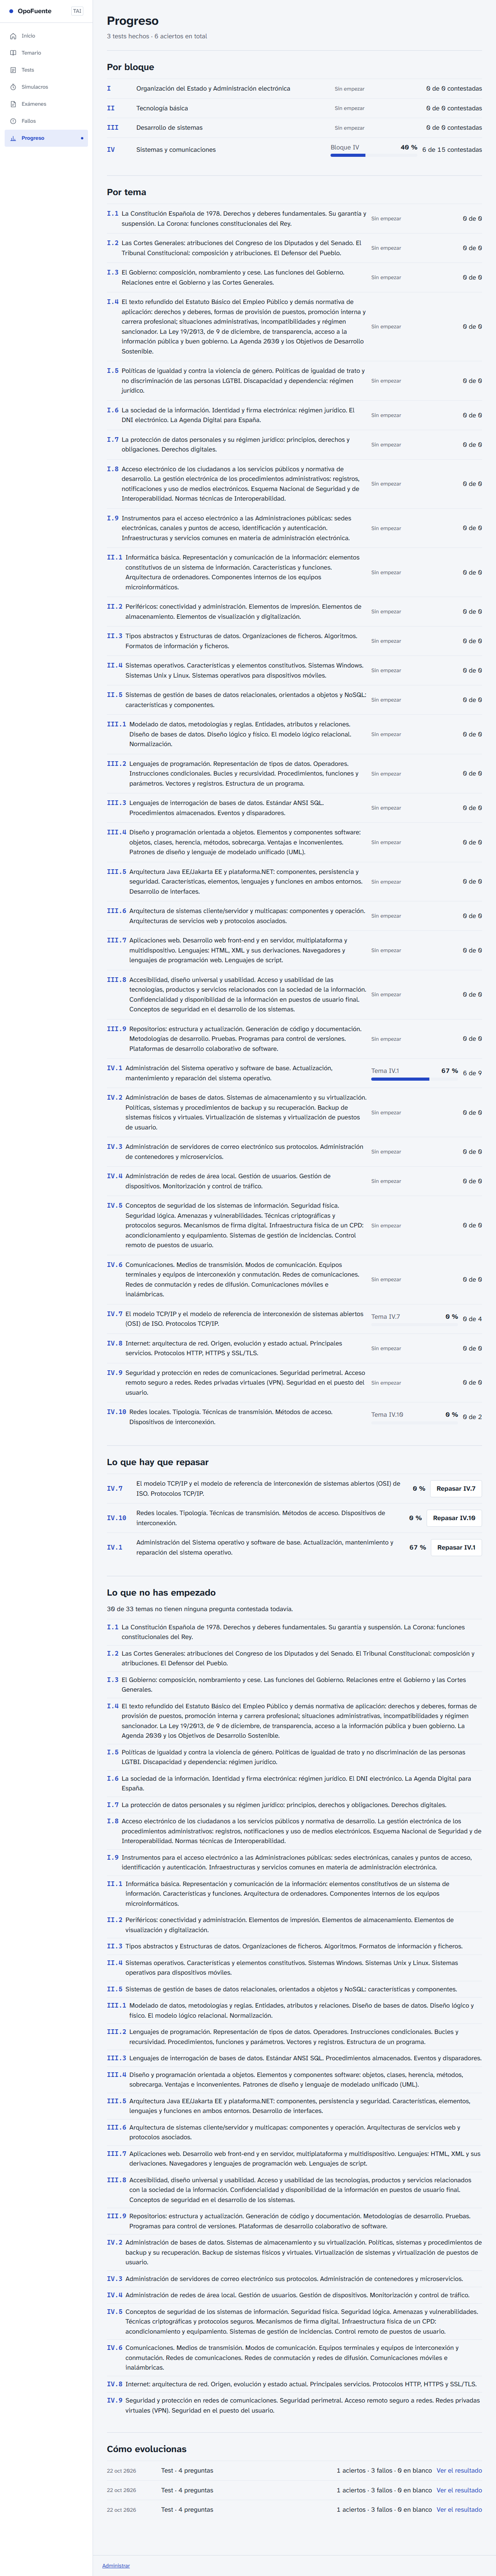 OpoFuente TAI
Inicio
Temario
Tests
Simulacros
Exámenes
Fallos
Progreso
Progreso
3 tests hechos · 6 aciertos en total
Por bloque
I Organización del Estado y Administración electrónica Sin empezar 0 de 0 contestadas
II Tecnología básica Sin empezar 0 de 0 contestadas
III Desarrollo de sistemas Sin empezar 0 de 0 contestadas
IV Sistemas y comunicaciones Bloque IV 40 % 6 de 15 contestadas
Por tema
I.1 La Constitución Española de 1978. Derechos y deberes fundamentales. Su garantía y
suspensión. La Corona: funciones constitucionales del Rey. Sin empezar 0 de 0
I.2 Las Cortes Generales: atribuciones del Congreso de los Diputados y del Senado. El
Tribunal Constitucional: composición y atribuciones. El Defensor del Pueblo. Sin empezar 0 de 0
I.3 El Gobierno: composición, nombramiento y cese. Las funciones del Gobierno.
Relaciones entre el Gobierno y las Cortes Generales. Sin empezar 0 de 0
I.4 El texto refundido del Estatuto Básico del Empleo Público y demás normativa de
aplicación: derechos y deberes, formas de provisión de puestos, promoción interna y
carrera profesional; situaciones administrativas, incompatibilidades y régimen
sancionador. La Ley 19/2013, de 9 de diciembre, de transparencia, acceso a la
información pública y buen gobierno. La Agenda 2030 y los Objetivos de Desarrollo
Sostenible. Sin empezar 0 de 0
I.5 Políticas de igualdad y contra la violencia de género. Políticas de igualdad de trato y
no discriminación de las personas LGTBI. Discapacidad y dependencia: régimen
jurídico. Sin empezar 0 de 0
I.6 La sociedad de la información. Identidad y firma electrónica: régimen jurídico. El
DNI electrónico. La Agenda Digital para España. Sin empezar 0 de 0
I.7 La protección de datos personales y su régimen jurídico: principios, derechos y
obligaciones. Derechos digitales. Sin empezar 0 de 0
I.8 Acceso electrónico de los ciudadanos a los servicios públicos y normativa de
desarrollo. La gestión electrónica de los procedimientos administrativos: registros,
notificaciones y uso de medios electrónicos. Esquema Nacional de Seguridad y de
Interoperabilidad. Normas técnicas de Interoperabilidad. Sin empezar 0 de 0
I.9 Instrumentos para el acceso electrónico a las Administraciones públicas: sedes
electrónicas, canales y puntos de acceso, identificación y autenticación.
Infraestructuras y servicios comunes en materia de administración electrónica. Sin empezar 0 de 0
II.1 Informática básica. Representación y comunicación de la información: elementos
constitutivos de un sistema de información. Características y funciones.
Arquitectura de ordenadores. Componentes internos de los equipos
microinformáticos. Sin empezar 0 de 0
II.2 Periféricos: conectividad y administración. Elementos de impresión. Elementos de
almacenamiento. Elementos de visualización y digitalización. Sin empezar 0 de 0
II.3 Tipos abstractos y Estructuras de datos. Organizaciones de ficheros. Algoritmos.
Formatos de información y ficheros. Sin empezar 0 de 0
II.4 Sistemas operativos. Características y elementos constitutivos. Sistemas Windows.
Sistemas Unix y Linux. Sistemas operativos para dispositivos móviles. Sin empezar 0 de 0
II.5 Sistemas de gestión de bases de datos relacionales, orientados a objetos y NoSQL:
características y componentes. Sin empezar 0 de 0
III.1 Modelado de datos, metodologías y reglas. Entidades, atributos y relaciones.
Diseño de bases de datos. Diseño lógico y físico. El modelo lógico relacional.
Normalización. Sin empezar 0 de 0
III.2 Lenguajes de programación. Representación de tipos de datos. Operadores.
Instrucciones condicionales. Bucles y recursividad. Procedimientos, funciones y
parámetros. Vectores y registros. Estructura de un programa. Sin empezar 0 de 0
III.3 Lenguajes de interrogación de bases de datos. Estándar ANSI SQL.
Procedimientos almacenados. Eventos y disparadores. Sin empezar 0 de 0
III.4 Diseño y programación orientada a objetos. Elementos y componentes software:
objetos, clases, herencia, métodos, sobrecarga. Ventajas e inconvenientes.
Patrones de diseño y lenguaje de modelado unificado (UML). Sin empezar 0 de 0
III.5 Arquitectura Java EE/Jakarta EE y plataforma.NET: componentes, persistencia y
seguridad. Características, elementos, lenguajes y funciones en ambos entornos.
Desarrollo de interfaces. Sin empezar 0 de 0
III.6 Arquitectura de sistemas cliente/servidor y multicapas: componentes y operación.
Arquitecturas de servicios web y protocolos asociados. Sin empezar 0 de 0
III.7 Aplicaciones web. Desarrollo web front-end y en servidor, multiplataforma y
multidispositivo. Lenguajes: HTML, XML y sus derivaciones. Navegadores y
lenguajes de programación web. Lenguajes de script. Sin empezar 0 de 0
III.8 Accesibilidad, diseño universal y usabilidad. Acceso y usabilidad de las
tecnologías, productos y servicios relacionados con la sociedad de la información.
Confidencialidad y disponibilidad de la información en puestos de usuario final.
Conceptos de seguridad en el desarrollo de los sistemas. Sin empezar 0 de 0
III.9 Repositorios: estructura y actualización. Generación de código y documentación.
Metodologías de desarrollo. Pruebas. Programas para control de versiones.
Plataformas de desarrollo colaborativo de software. Sin empezar 0 de 0
IV.1 Administración del Sistema operativo y software de base. Actualización,
mantenimiento y reparación del sistema operativo. Tema IV.1 67 % 6 de 9
IV.2 Administración de bases de datos. Sistemas de almacenamiento y su virtualización.
Políticas, sistemas y procedimientos de backup y su recuperación. Backup de
sistemas físicos y virtuales. Virtualización de sistemas y virtualización de puestos
de usuario. Sin empezar 0 de 0
IV.3 Administración de servidores de correo electrónico sus protocolos. Administración
de contenedores y microservicios. Sin empezar 0 de 0
IV.4 Administración de redes de área local. Gestión de usuarios. Gestión de
dispositivos. Monitorización y control de tráfico. Sin empezar 0 de 0
IV.5 Conceptos de seguridad de los sistemas de información. Seguridad física.
Seguridad lógica. Amenazas y vulnerabilidades. Técnicas criptográficas y
protocolos seguros. Mecanismos de firma digital. Infraestructura física de un CPD:
acondicionamiento y equipamiento. Sistemas de gestión de incidencias. Control
remoto de puestos de usuario. Sin empezar 0 de 0
IV.6 Comunicaciones. Medios de transmisión. Modos de comunicación. Equipos
terminales y equipos de interconexión y conmutación. Redes de comunicaciones.
Redes de conmutación y redes de difusión. Comunicaciones móviles e
inalámbricas. Sin empezar 0 de 0
IV.7 El modelo TCP/IP y el modelo de referencia de interconexión de sistemas abiertos
(OSI) de ISO. Protocolos TCP/IP. Tema IV.7 0 % 0 de 4
IV.8 Internet: arquitectura de red. Origen, evolución y estado actual. Principales
servicios. Protocolos HTTP, HTTPS y SSL/TLS. Sin empezar 0 de 0
IV.9 Seguridad y protección en redes de comunicaciones. Seguridad perimetral. Acceso
remoto seguro a redes. Redes privadas virtuales (VPN). Seguridad en el puesto del
usuario. Sin empezar 0 de 0
IV.10 Redes locales. Tipología. Técnicas de transmisión. Métodos de acceso.
Dispositivos de interconexión. Tema IV.10 0 % 0 de 2
Lo que hay que repasar
IV.7 El modelo TCP/IP y el modelo de referencia de interconexión de sistemas abiertos (OSI) de
ISO. Protocolos TCP/IP. 0 % Repasar IV.7
IV.10 Redes locales. Tipología. Técnicas de transmisión. Métodos de acceso. Dispositivos de
interconexión. 0 % Repasar IV.10
IV.1 Administración del Sistema operativo y software de base. Actualización, mantenimiento y
reparación del sistema operativo. 67 % Repasar IV.1
Lo que no has empezado
30 de 33 temas no tienen ninguna pregunta contestada todavía.
I.1 La Constitución Española de 1978. Derechos y deberes fundamentales. Su garantía y suspensión. La Corona: funciones
constitucionales del Rey.
I.2 Las Cortes Generales: atribuciones del Congreso de los Diputados y del Senado. El Tribunal Constitucional: composición y
atribuciones. El Defensor del Pueblo.
I.3 El Gobierno: composición, nombramiento y cese. Las funciones del Gobierno. Relaciones entre el Gobierno y las Cortes
Generales.
I.4 El texto refundido del Estatuto Básico del Empleo Público y demás normativa de aplicación: derechos y deberes, formas de
provisión de puestos, promoción interna y carrera profesional; situaciones administrativas, incompatibilidades y régimen
sancionador. La Ley 19/2013, de 9 de diciembre, de transparencia, acceso a la información pública y buen gobierno. La
Agenda 2030 y los Objetivos de Desarrollo Sostenible.
I.5 Políticas de igualdad y contra la violencia de género. Políticas de igualdad de trato y no discriminación de las personas
LGTBI. Discapacidad y dependencia: régimen jurídico.
I.6 La sociedad de la información. Identidad y firma electrónica: régimen jurídico. El DNI electrónico. La Agenda Digital para
España.
I.7 La protección de datos personales y su régimen jurídico: principios, derechos y obligaciones. Derechos digitales.
I.8 Acceso electrónico de los ciudadanos a los servicios públicos y normativa de desarrollo. La gestión electrónica de los
procedimientos administrativos: registros, notificaciones y uso de medios electrónicos. Esquema Nacional de Seguridad y de
Interoperabilidad. Normas técnicas de Interoperabilidad.
I.9 Instrumentos para el acceso electrónico a las Administraciones públicas: sedes electrónicas, canales y puntos de acceso,
identificación y autenticación. Infraestructuras y servicios comunes en materia de administración electrónica.
II.1 Informática básica. Representación y comunicación de la información: elementos constitutivos de un sistema de
información. Características y funciones. Arquitectura de ordenadores. Componentes internos de los equipos
microinformáticos.
II.2 Periféricos: conectividad y administración. Elementos de impresión. Elementos de almacenamiento. Elementos de
visualización y digitalización.
II.3 Tipos abstractos y Estructuras de datos. Organizaciones de ficheros. Algoritmos. Formatos de información y ficheros.
II.4 Sistemas operativos. Características y elementos constitutivos. Sistemas Windows. Sistemas Unix y Linux. Sistemas
operativos para dispositivos móviles.
II.5 Sistemas de gestión de bases de datos relacionales, orientados a objetos y NoSQL: características y componentes.
III.1 Modelado de datos, metodologías y reglas. Entidades, atributos y relaciones. Diseño de bases de datos. Diseño lógico y
físico. El modelo lógico relacional. Normalización.
III.2 Lenguajes de programación. Representación de tipos de datos. Operadores. Instrucciones condicionales. Bucles y
recursividad. Procedimientos, funciones y parámetros. Vectores y registros. Estructura de un programa.
III.3 Lenguajes de interrogación de bases de datos. Estándar ANSI SQL. Procedimientos almacenados. Eventos y disparadores.
III.4 Diseño y programación orientada a objetos. Elementos y componentes software: objetos, clases, herencia, métodos,
sobrecarga. Ventajas e inconvenientes. Patrones de diseño y lenguaje de modelado unificado (UML).
III.5 Arquitectura Java EE/Jakarta EE y plataforma.NET: componentes, persistencia y seguridad. Características, elementos,
lenguajes y funciones en ambos entornos. Desarrollo de interfaces.
III.6 Arquitectura de sistemas cliente/servidor y multicapas: componentes y operación. Arquitecturas de servicios web y
protocolos asociados.
III.7 Aplicaciones web. Desarrollo web front-end y en servidor, multiplataforma y multidispositivo. Lenguajes: HTML, XML y sus
derivaciones. Navegadores y lenguajes de programación web. Lenguajes de script.
III.8 Accesibilidad, diseño universal y usabilidad. Acceso y usabilidad de las tecnologías, productos y servicios relacionados
con la sociedad de la información. Confidencialidad y disponibilidad de la información en puestos de usuario final.
Conceptos de seguridad en el desarrollo de los sistemas.
III.9 Repositorios: estructura y actualización. Generación de código y documentación. Metodologías de desarrollo. Pruebas.
Programas para control de versiones. Plataformas de desarrollo colaborativo de software.
IV.2 Administración de bases de datos. Sistemas de almacenamiento y su virtualización. Políticas, sistemas y procedimientos de
backup y su recuperación. Backup de sistemas físicos y virtuales. Virtualización de sistemas y virtualización de puestos de
usuario.
IV.3 Administración de servidores de correo electrónico sus protocolos. Administración de contenedores y microservicios.
IV.4 Administración de redes de área local. Gestión de usuarios. Gestión de dispositivos. Monitorización y control de tráfico.
IV.5 Conceptos de seguridad de los sistemas de información. Seguridad física. Seguridad lógica. Amenazas y vulnerabilidades.
Técnicas criptográficas y protocolos seguros. Mecanismos de firma digital. Infraestructura física de un CPD:
acondicionamiento y equipamiento. Sistemas de gestión de incidencias. Control remoto de puestos de usuario.
IV.6 Comunicaciones. Medios de transmisión. Modos de comunicación. Equipos terminales y equipos de interconexión y
conmutación. Redes de comunicaciones. Redes de conmutación y redes de difusión. Comunicaciones móviles e
inalámbricas.
IV.8 Internet: arquitectura de red. Origen, evolución y estado actual. Principales servicios. Protocolos HTTP, HTTPS y SSL/TLS.
IV.9 Seguridad y protección en redes de comunicaciones. Seguridad perimetral. Acceso remoto seguro a redes. Redes privadas
virtuales (VPN). Seguridad en el puesto del usuario.
Cómo evolucionas
22 oct 2026 Test · 4 preguntas 1 aciertos · 3 fallos · 0 en blanco Ver el resultado
22 oct 2026 Test · 4 preguntas 1 aciertos · 3 fallos · 0 en blanco Ver el resultado
22 oct 2026 Test · 4 preguntas 1 aciertos · 3 fallos · 0 en blanco Ver el resultado
Administrar